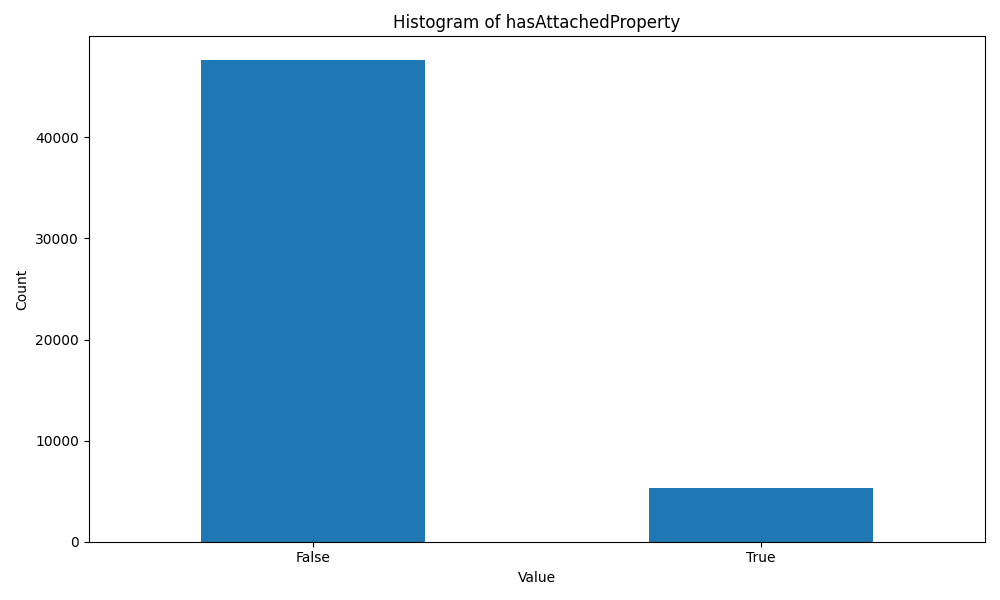 Histogram of hasAttachedProperty
Count
40000
30000
20000
10000
0
False
True
Value